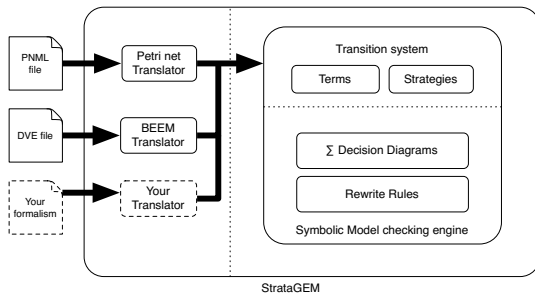 PNML
file
Petri net
Translator
DVE file
BEEM
Translator
Your
formalism
Your
Translator
Transition system
Terms
Strategies
∑ Decision Diagrams
Rewrite Rules
Symbolic Model checking engine
StrataGEM